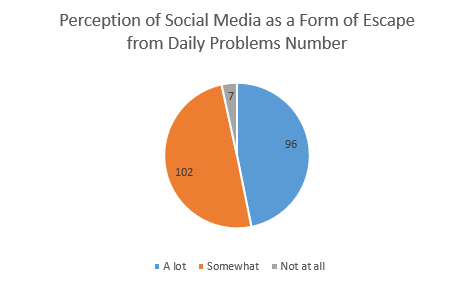 Perception of Social Media as a Form of Escape
from Daily Problems Number
7
96
102
A lot
Somewhat
Not at all